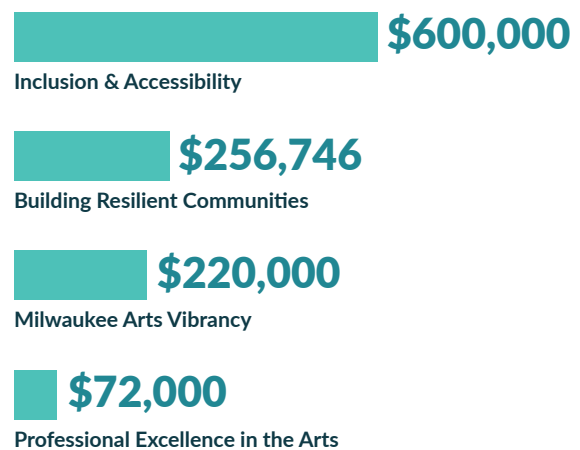 $600,000
Inclusion & Accessibility
$256,746
Building Resilient Communities
$220,000
Milwaukee Arts Vibrancy
$72,000
Professional Excellence in the Arts